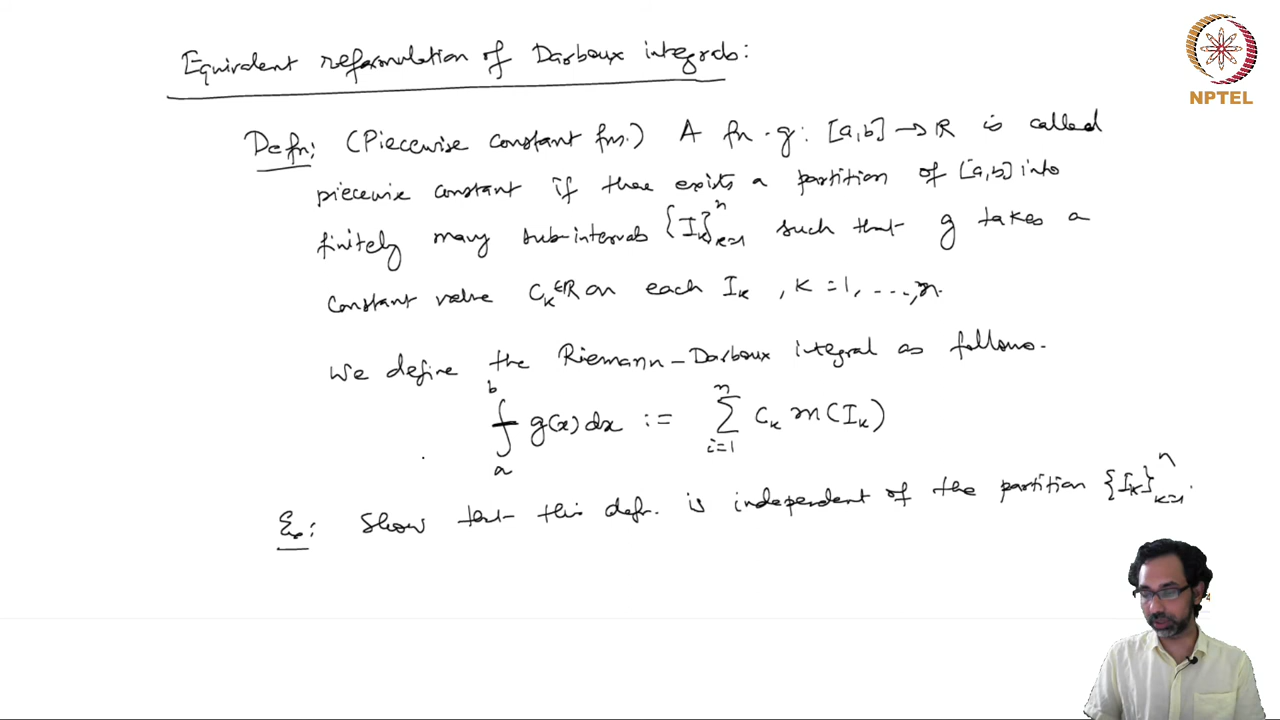 Equivalent reformulation of Darboux integrals:
NPTEL
Defn: (Piecewise constant fns.) A fn. g: [a,b] → ℝ is called
piecewise constant if there exists a partition of [a,b] into
finitely many sub-intervals {I_k}_{k=1}^n such that g takes a
constant value C_k ∈ ℝ on each I_k, k = 1, ..., n.
We define the Riemann-Darboux integral as follows.
⨍_a^b g(x) dx := Σ_{i=1}^n C_k m(I_k)
Ex: Show that this defn. is independent of the partition {I_k}_{k=1}^n.